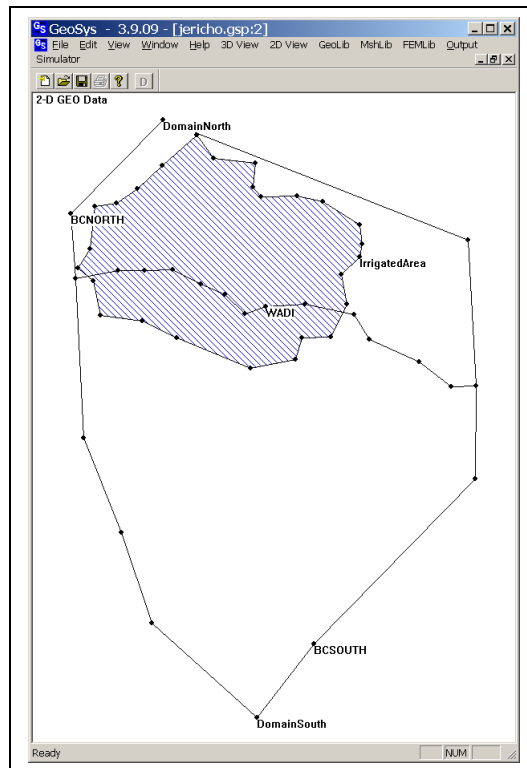 GeoSys - 3.9.09 - [jericho.gsp:2]
File Edit View Window Help 3D View 2D View GeoLib MshLib FEMLib Output
Simulator
D
2-D GEO Data
DomainNorth
BCNORTH
IrrigatedArea
WADI
BCSOUTH
DomainSouth
Ready NUM